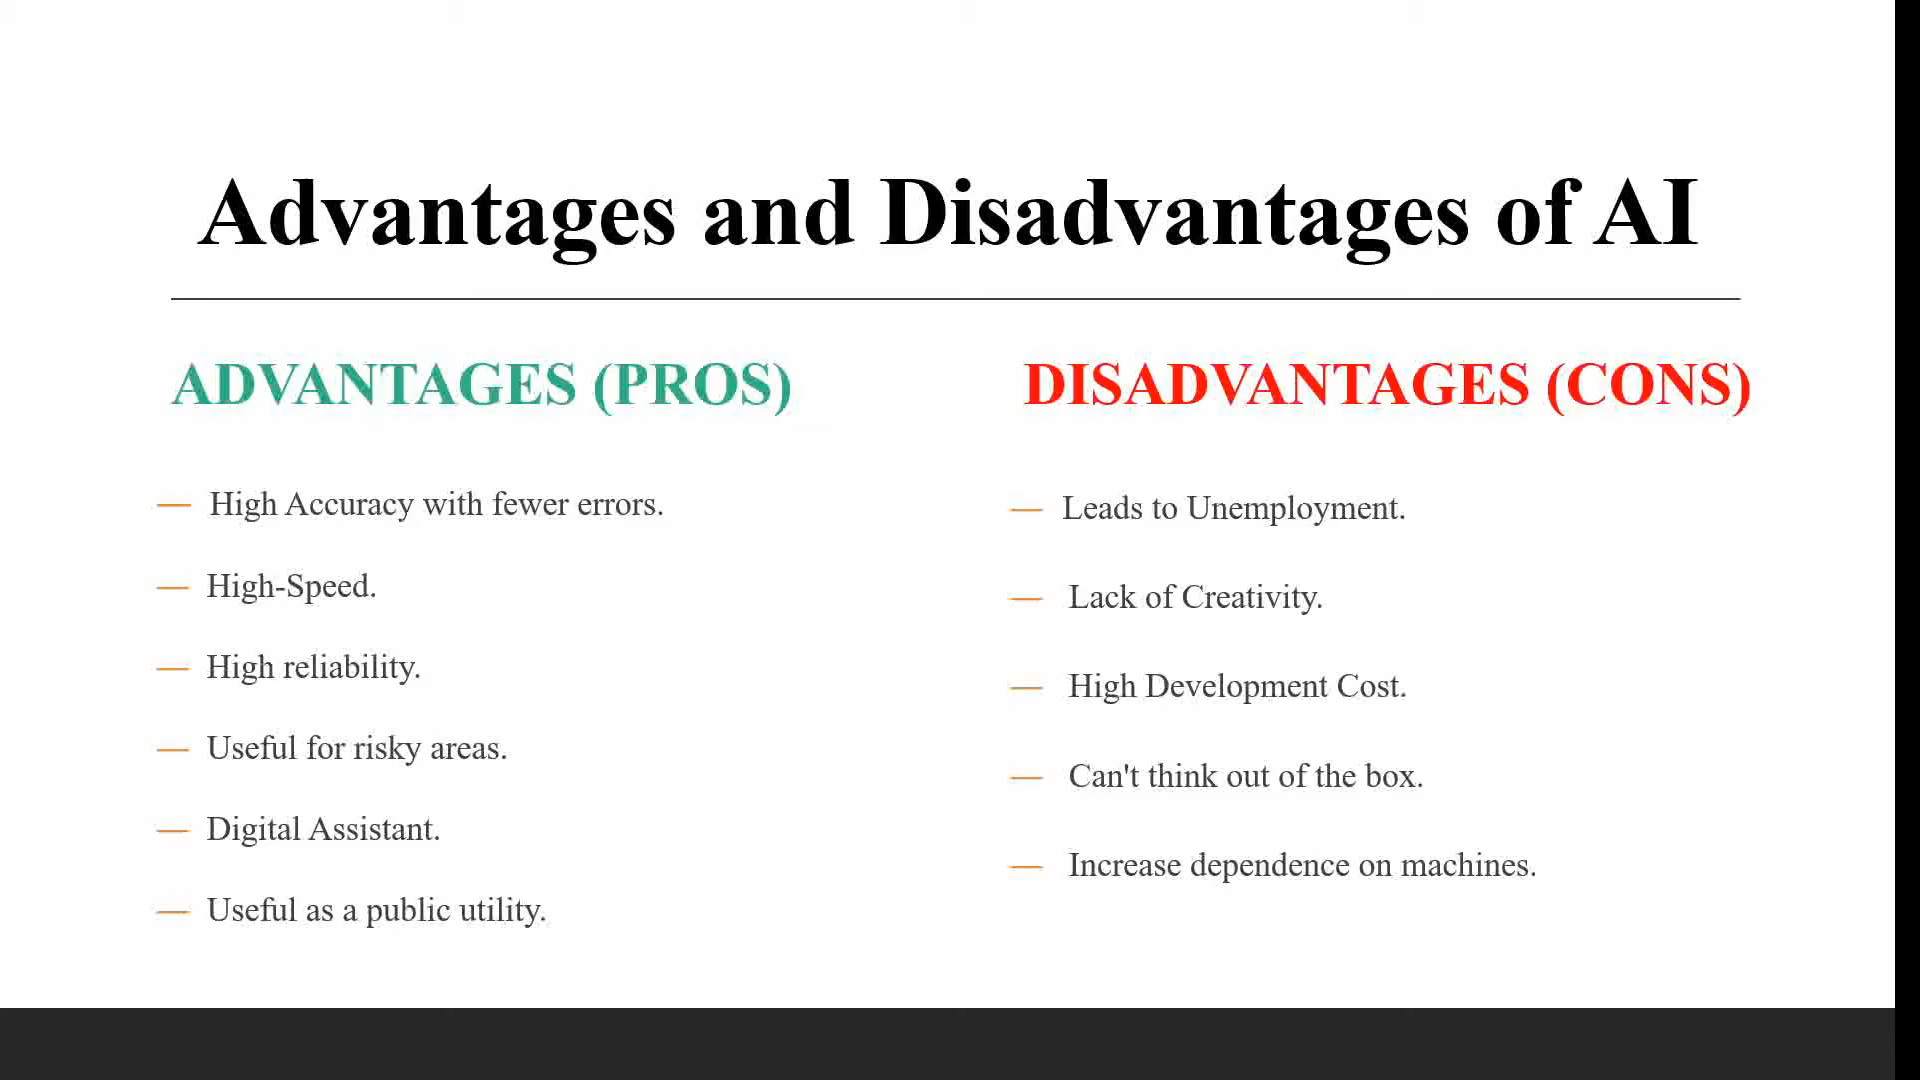 Advantages and Disadvantages of AI
ADVANTAGES (PROS)
— High Accuracy with fewer errors.
— High-Speed.
— High reliability.
— Useful for risky areas.
— Digital Assistant.
— Useful as a public utility.
DISADVANTAGES (CONS)
— Leads to Unemployment.
— Lack of Creativity.
— High Development Cost.
— Can't think out of the box.
— Increase dependence on machines.